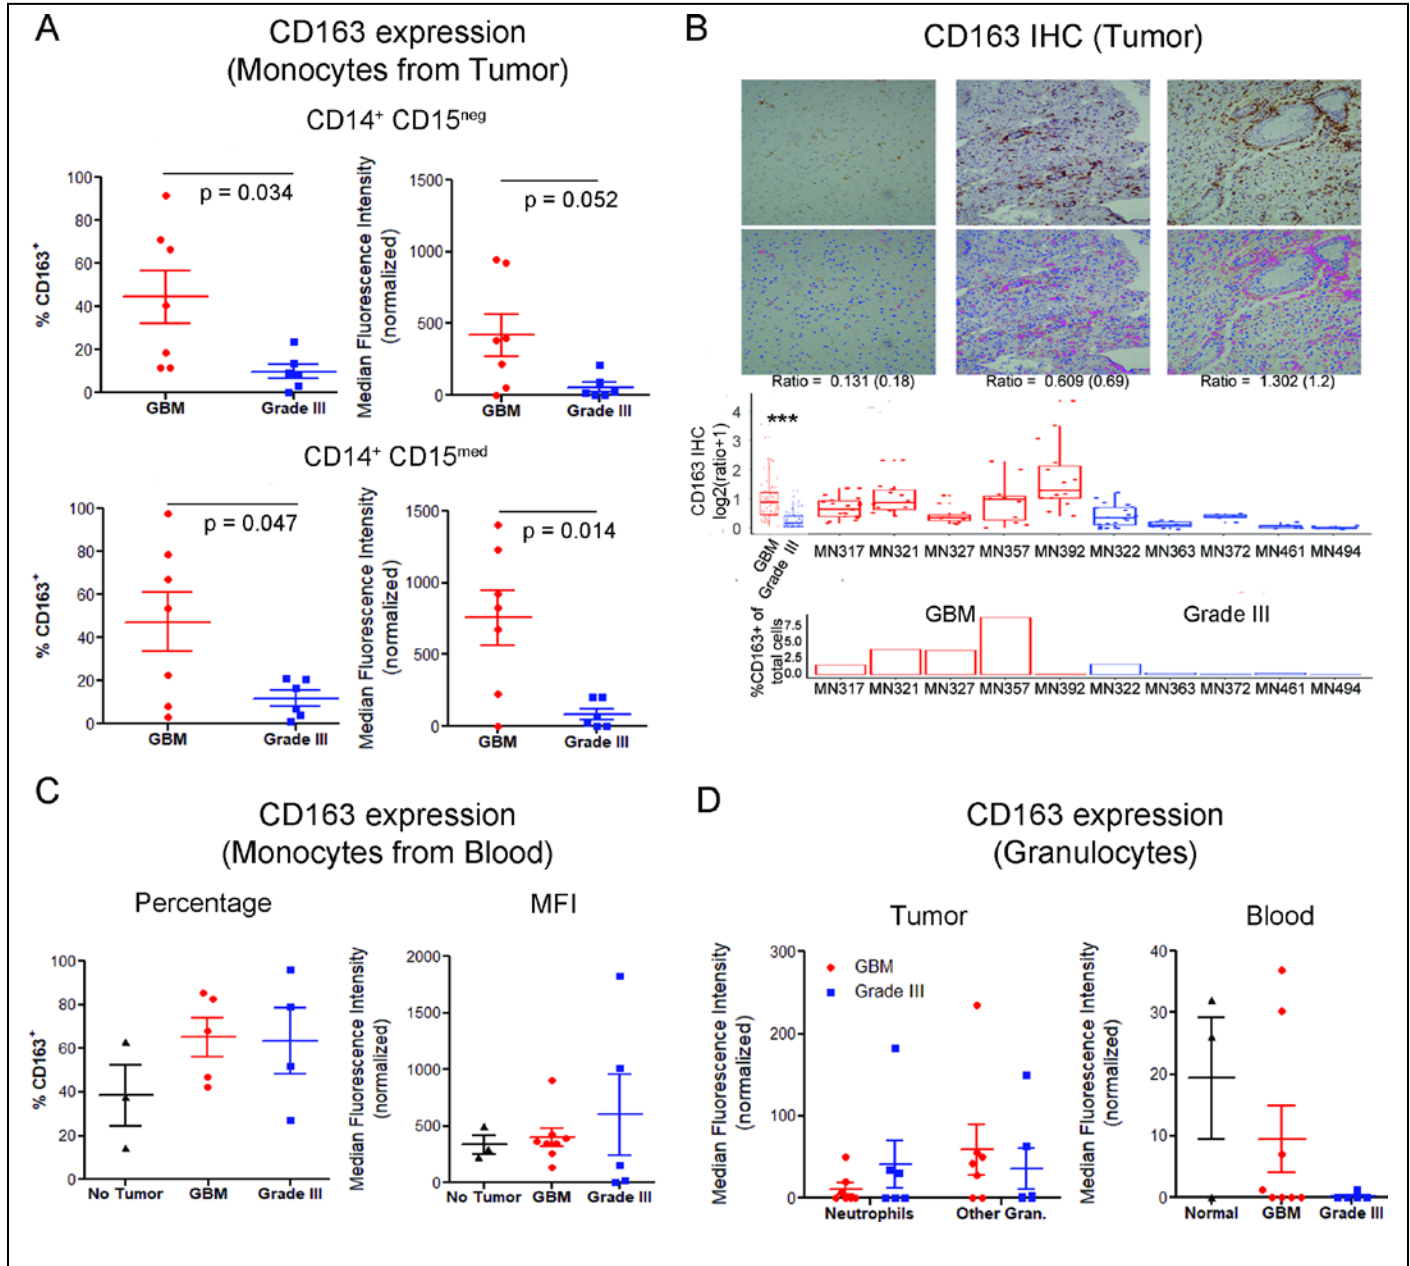 A
CD163 expression
(Monocytes from Tumor)
CD14⁺ CD15ⁿᵉᵍ
% CD163⁺
100
80
60
40
20
0
p = 0.034
GBM Grade III
Median Fluorescence Intensity
(normalized)
1500
1000
500
0
p = 0.052
GBM Grade III
CD14⁺ CD15ᵐᵉᵈ
% CD163⁺
100
80
60
40
20
0
p = 0.047
GBM Grade III
Median Fluorescence Intensity
(normalized)
1500
1000
500
0
p = 0.014
GBM Grade III
B
CD163 IHC (Tumor)
Ratio = 0.131 (0.18) Ratio = 0.609 (0.69) Ratio = 1.302 (1.2)
CD163 IHC
log2(ratio+1)
4
3
2
1
0
***
GBM
Grade III
MN317 MN321 MN327 MN357 MN392 MN322 MN363 MN372 MN461 MN494
GBM Grade III
%CD163+ of
total cells
7.5
5.0
2.5
0.0
MN317 MN321 MN327 MN357 MN392 MN322 MN363 MN372 MN461 MN494
C
CD163 expression
(Monocytes from Blood)
Percentage
% CD163⁺
100
80
60
40
20
0
No Tumor GBM Grade III
MFI
Median Fluorescence Intensity
(normalized)
2000
1500
1000
500
0
No Tumor GBM Grade III
D
CD163 expression
(Granulocytes)
Tumor
Median Fluorescence Intensity
(normalized)
300
200
100
0
GBM
Grade III
Neutrophils Other Gran.
Blood
Median Fluorescence Intensity
(normalized)
40
30
20
10
0
Normal GBM Grade III